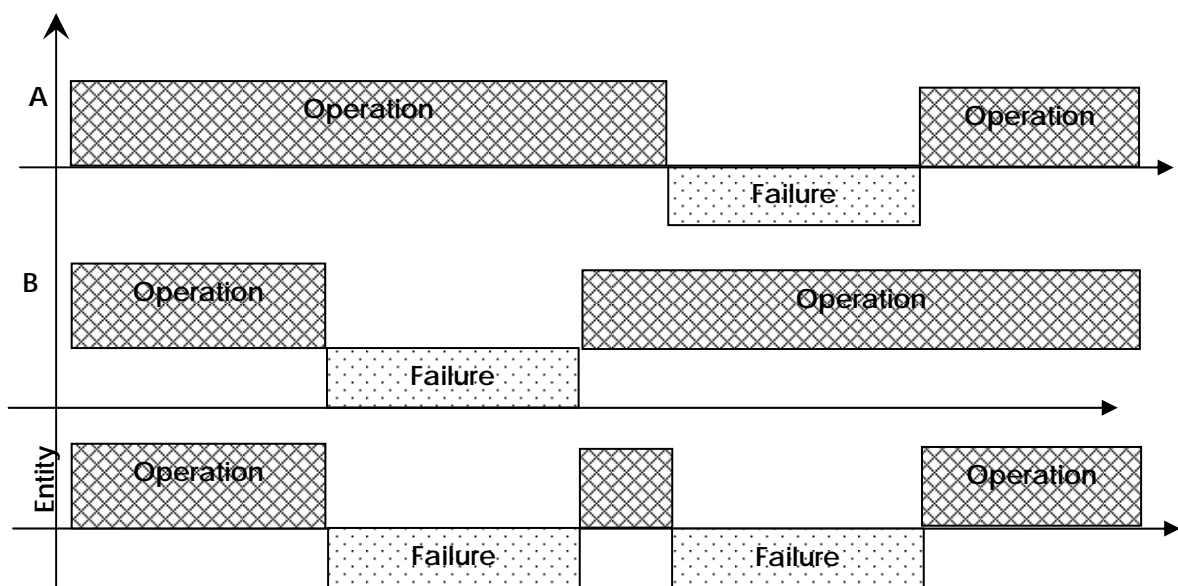 A
Operation
Operation
Failure
B
Operation
Operation
Failure
Entity
Operation
Operation
Failure
Failure